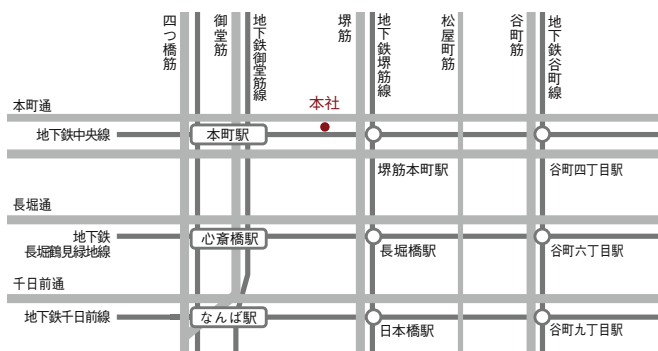 四つ橋筋
御堂筋
地下鉄御堂筋線
堺筋
地下鉄堺筋線
松屋町筋
谷町筋
地下鉄谷町線
本町通
本社
地下鉄中央線
本町駅
堺筋本町駅
谷町四丁目駅
長堀通
地下鉄
長堀鶴見緑地線
心斎橋駅
長堀橋駅
谷町六丁目駅
千日前通
地下鉄千日前線
なんば駅
日本橋駅
谷町九丁目駅